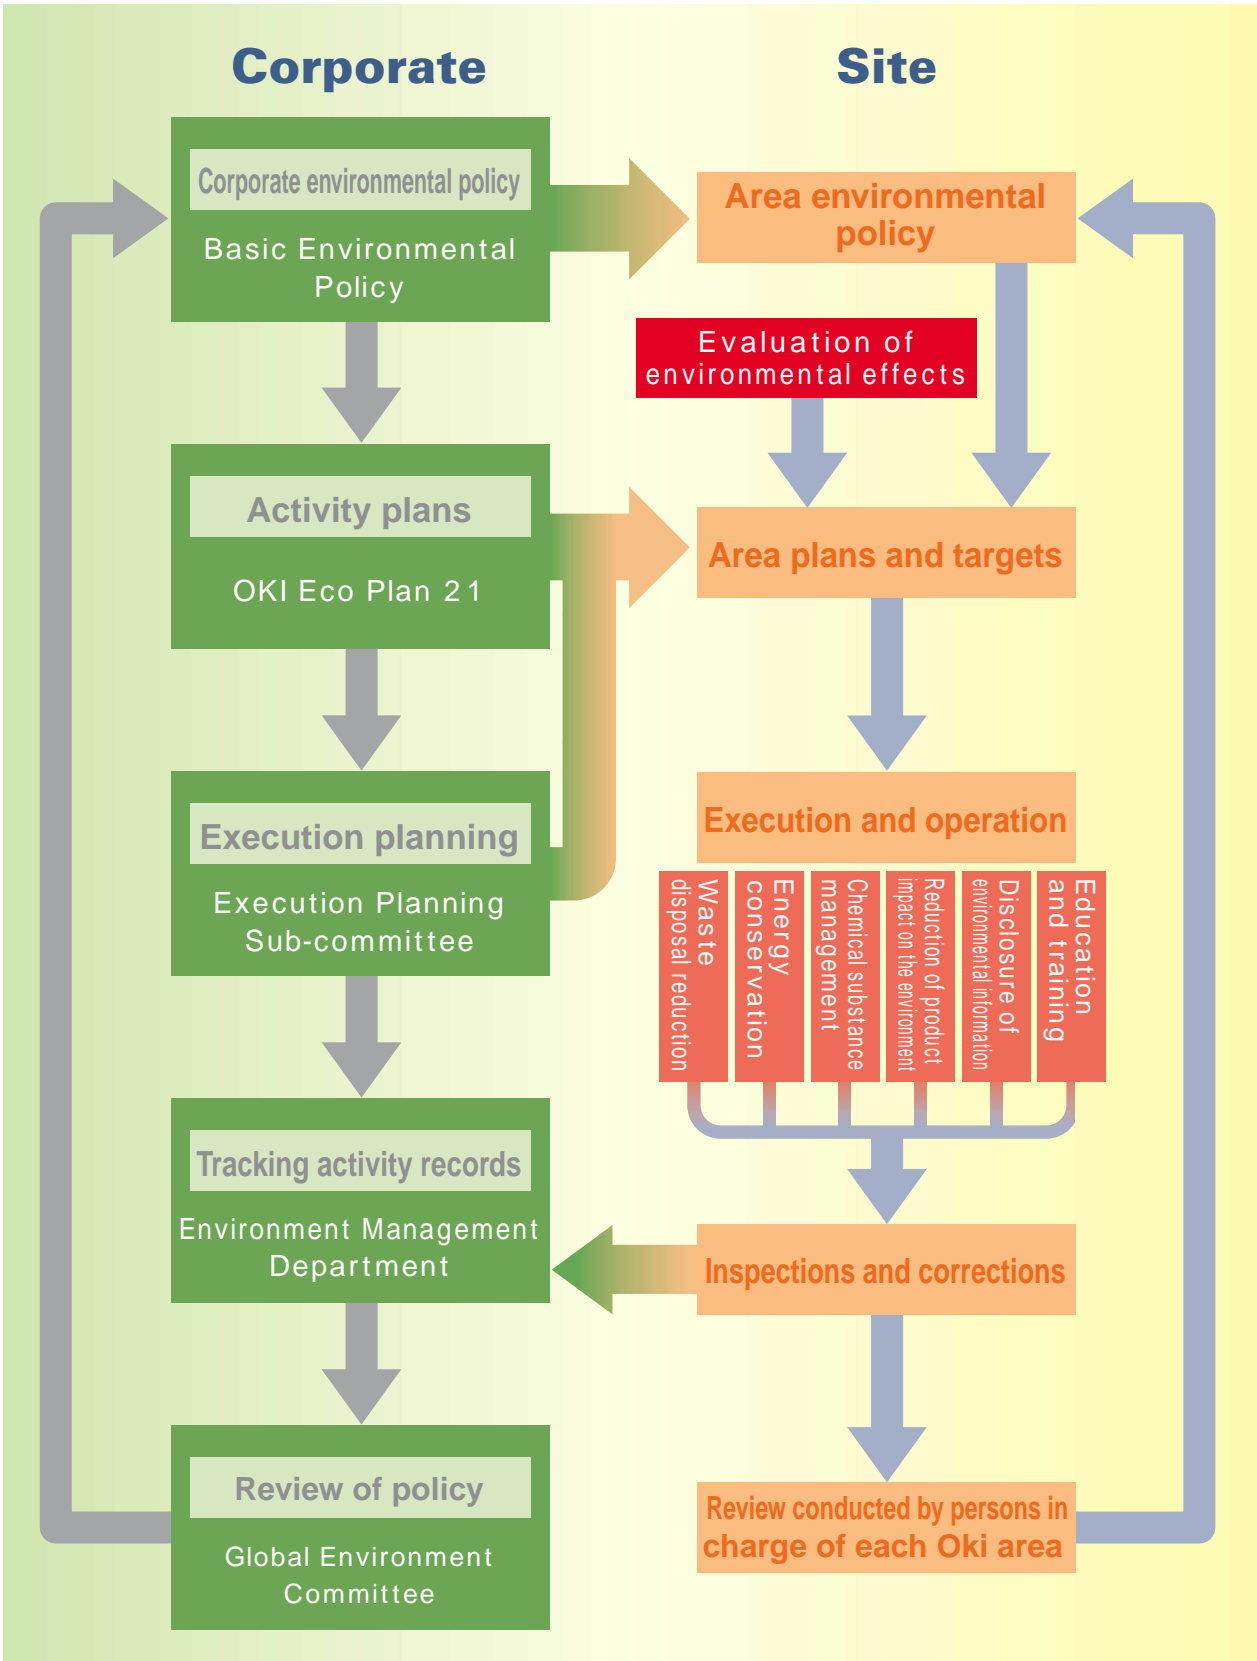 Corporate
Corporate environmental policy
Basic Environmental
Policy
Activity plans
OKI Eco Plan 21
Execution planning
Execution Planning
Sub-committee
Tracking activity records
Environment Management
Department
Review of policy
Global Environment
Committee
Site
Area environmental
policy
Evaluation of
environmental effects
Area plans and targets
Execution and operation
Waste
disposal reduction
Energy
conservation
Chemical substance
management
Reduction of product
impact on the environment
Disclosure of
environmental information
Education
and training
Inspections and corrections
Review conducted by persons in
charge of each Oki area